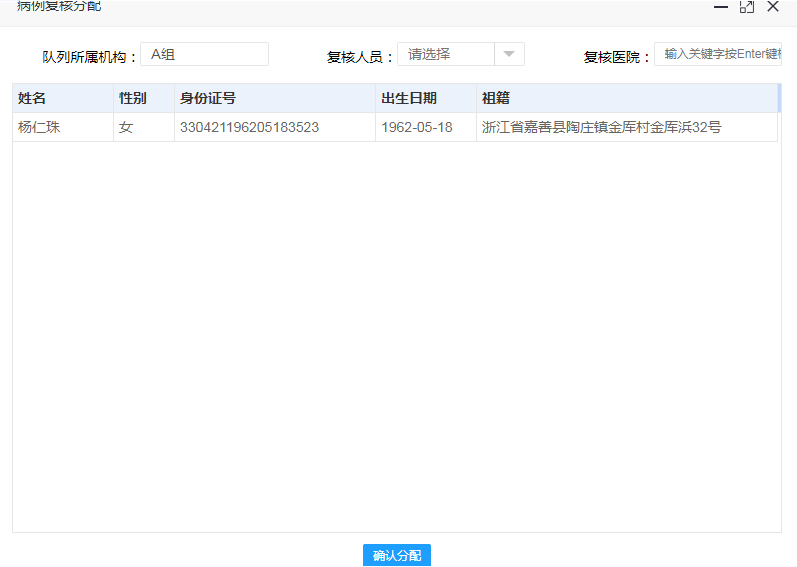 病例复核分配
队列所属机构： A组 复核人员： 请选择 复核医院： 输入关键字按Enter键
姓名 性别 身份证号 出生日期 祖籍
杨仁珠 女 330421196205183523 1962-05-18 浙江省嘉善县陶庄镇金厍村金厍浜32号
确认分配